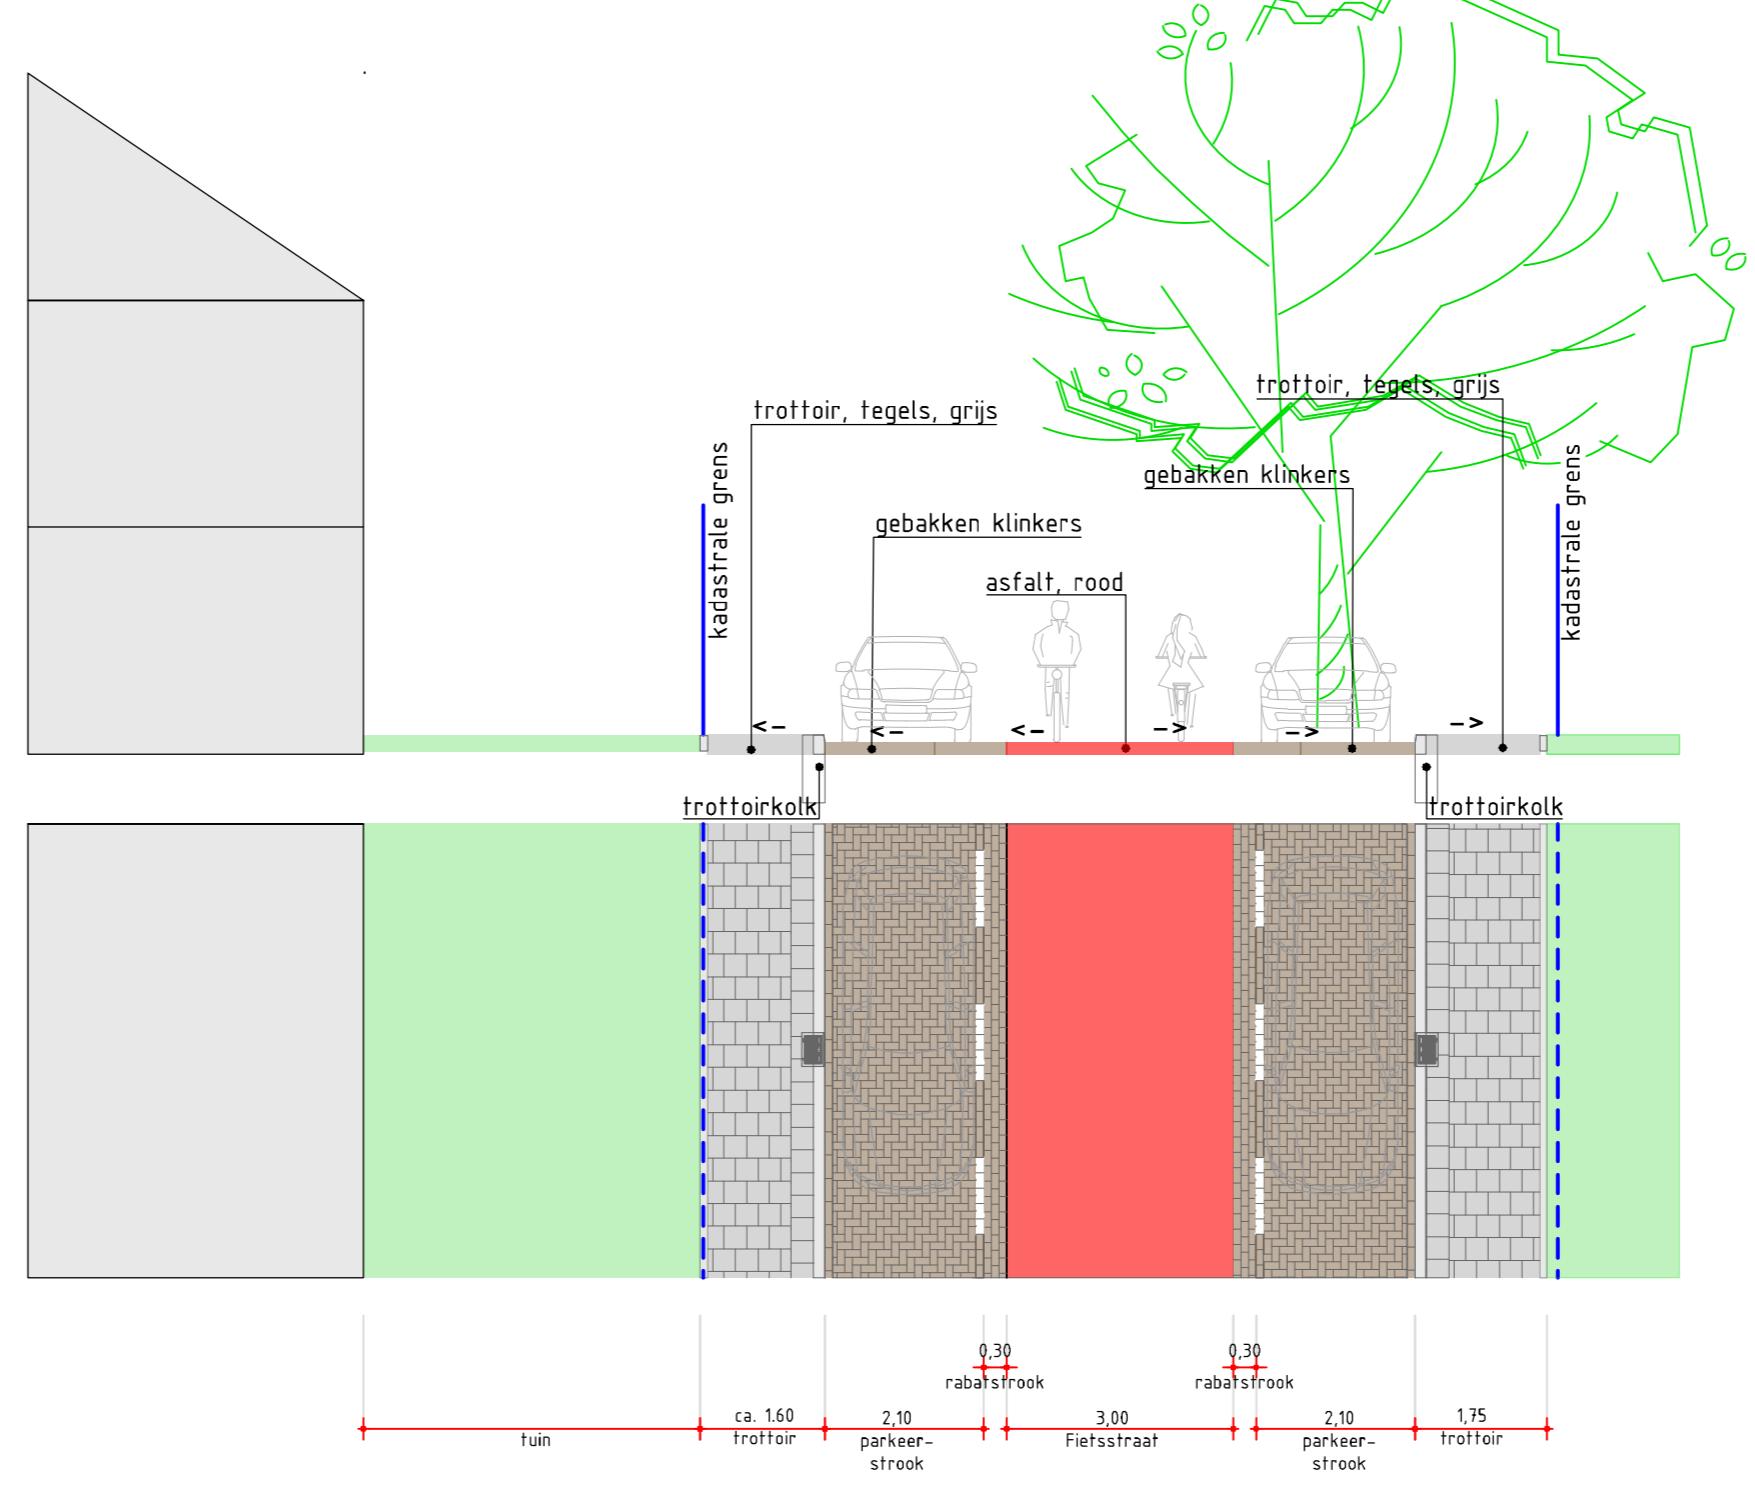 trottoir, tegels, grijs
trottoir, tegels, grijs
kadastrale grens
kadastrale grens
gebakken klinkers
gebakken klinkers
asfalt, rood
<-
<-
<-
->
->
->
trottoirkolk
trottoirkolk
0,30
rabatstrook
0,30
rabatstrook
ca. 1.60
trottoir
2,10
parkeer-
strook
3,00
Fietsstraat
2,10
parkeer-
strook
1,75
trottoir
tuin